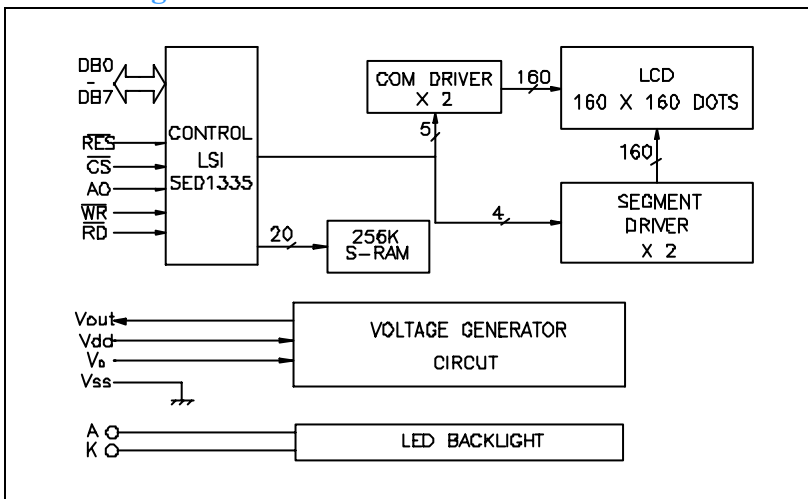 DB0
-
DB7
RES
CS
A0
WR
RD
CONTROL
LSI
SED1335
20
256K
S-RAM
5
4
COM DRIVER
X 2
160
LCD
160 X 160 DOTS
160
SEGMENT
DRIVER
X 2
Vout
Vdd
Vo
Vss
VOLTAGE GENERATOR
CIRCUT
A
K
LED BACKLIGHT